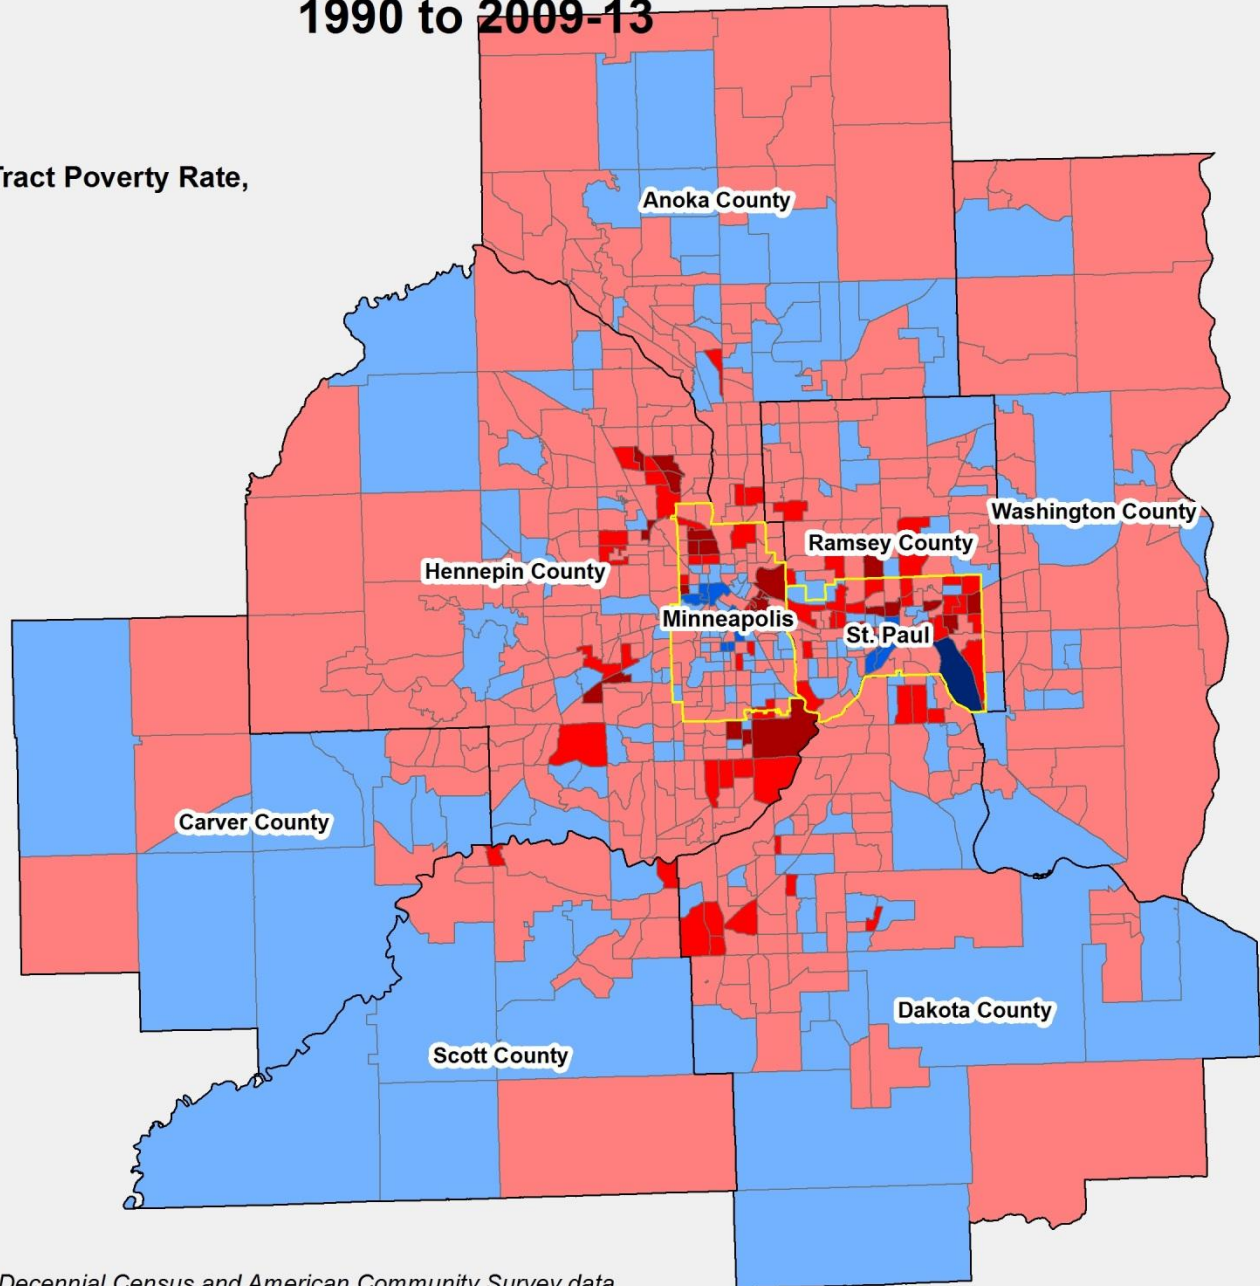 1990 to 2009-13
Tract Poverty Rate,
Anoka County
Washington County
Ramsey County
Hennepin County
Minneapolis
St. Paul
Carver County
Dakota County
Scott County
Decennial Census and American Community Survey data